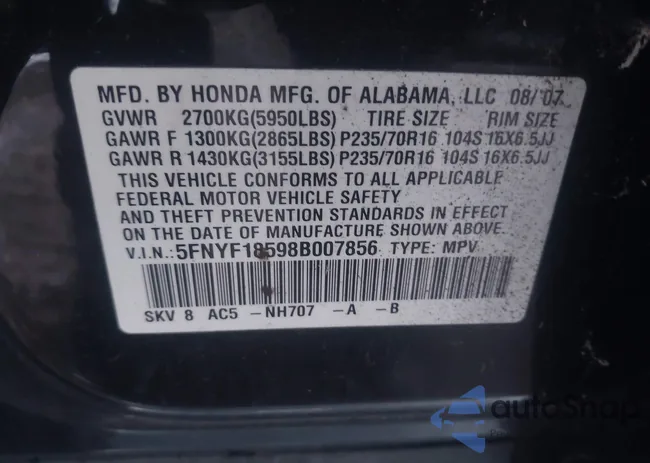 MFD. BY HONDA MFG. OF ALABAMA, LLC 08/'07
GVWR 2700KG(5950LBS) TIRE SIZE RIM SIZE
GAWR F 1300KG(2865LBS) P235/70R16 104S 16X6.5JJ
GAWR R 1430KG(3155LBS) P235/70R16 104S 16X6.5JJ
THIS VEHICLE CONFORMS TO ALL APPLICABLE
FEDERAL MOTOR VEHICLE SAFETY
AND THEFT PREVENTION STANDARDS IN EFFECT
ON THE DATE OF MANUFACTURE SHOWN ABOVE.
V.I.N.: 5FNYF18598B007856 TYPE: MPV
SKV 8 AC5 -NH707 -A -B
autoSnap